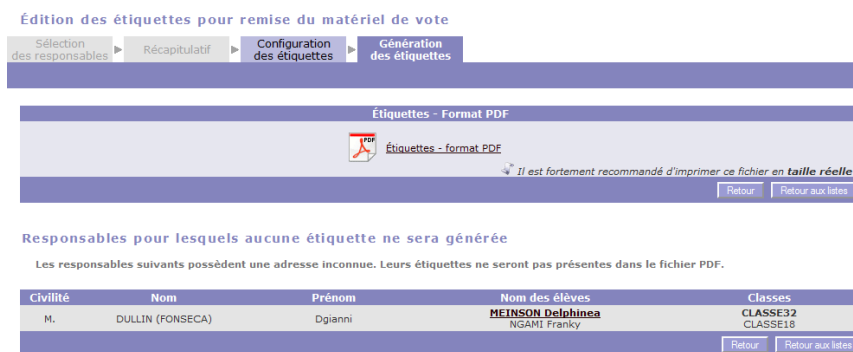 Édition des étiquettes pour remise du matériel de vote
Sélection des responsables
Récapitulatif
Configuration des étiquettes
Génération des étiquettes
Étiquettes - Format PDF
PDF
Étiquettes - format PDF
Il est fortement recommandé d'imprimer ce fichier en taille réelle
Retour Retour aux listes
Responsables pour lesquels aucune étiquette ne sera générée
Les responsables suivants possèdent une adresse inconnue. Leurs étiquettes ne seront pas présentes dans le fichier PDF.
Civilité Nom Prénom Nom des élèves Classes
M. DULLIN (FONSECA) Dgianni MEINSON Delphinea CLASSE32
NGAMI Franky CLASSE18
Retour Retour aux listes